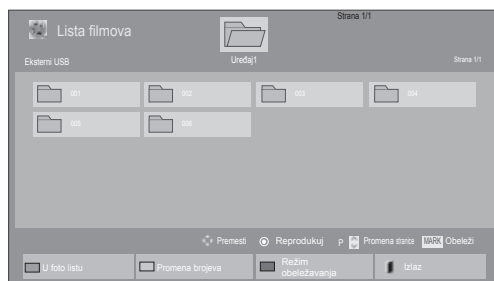 Strana 1/1
Lista filmova
Eksterni USB
Uređaj1
Strana 1/1
001 002 003 004
005 006
Premesti Reprodukuj P Promena stranice MARK Obeleži
U foto listu Promena brojeva Režim obeležavanja Izlaz